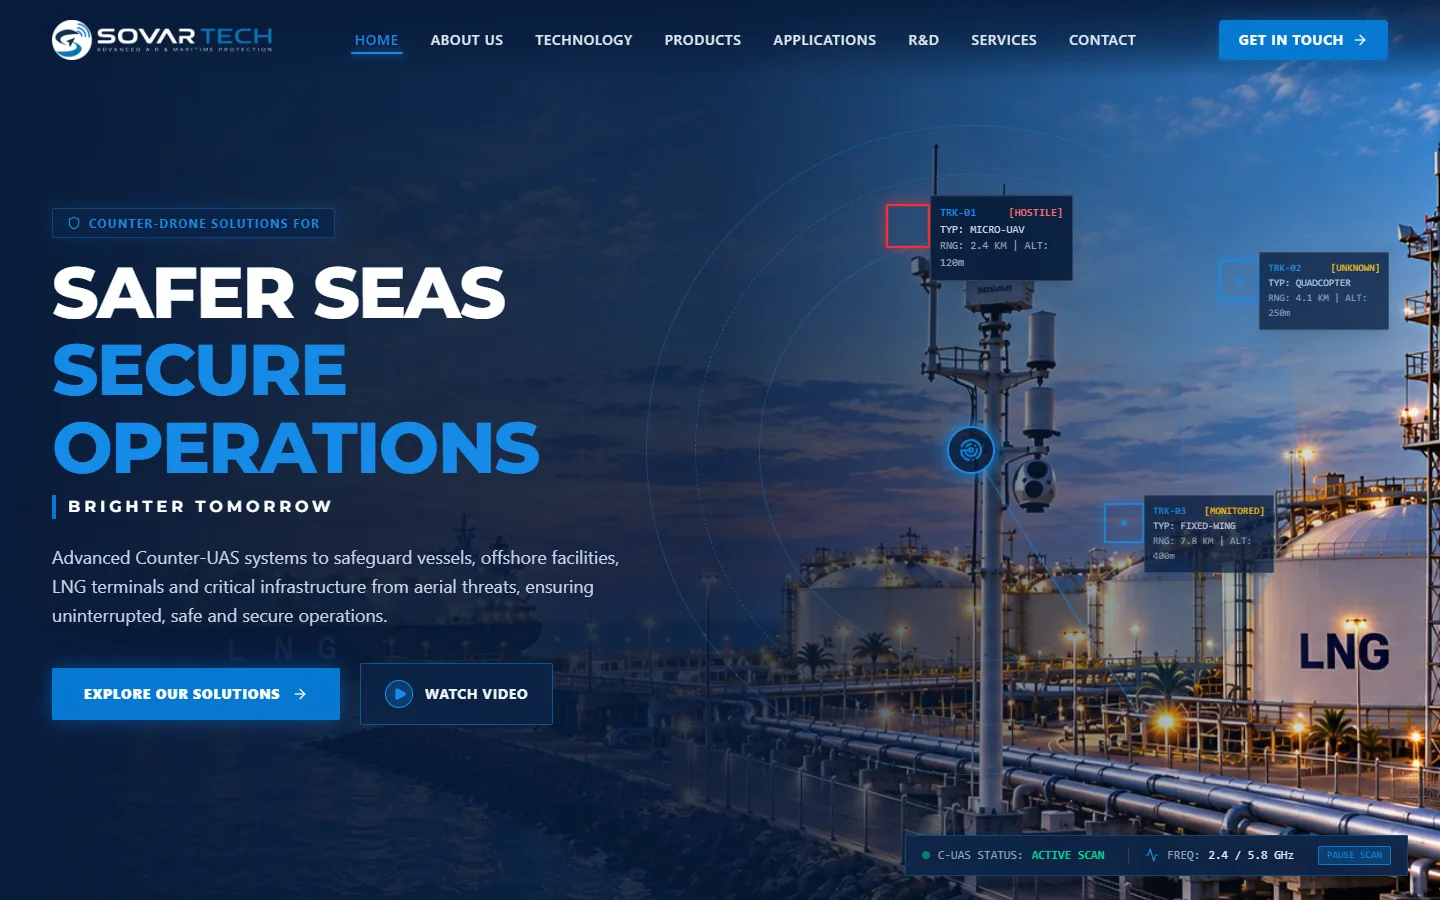 SOVAR TECH
ADVANCED AIR & MARITIME PROTECTION
HOME
ABOUT US
TECHNOLOGY
PRODUCTS
APPLICATIONS
R&D
SERVICES
CONTACT
GET IN TOUCH
COUNTER-DRONE SOLUTIONS FOR
SAFER SEAS
SECURE
OPERATIONS
BRIGHTER TOMORROW
Advanced Counter-UAS systems to safeguard vessels, offshore facilities,
LNG terminals and critical infrastructure from aerial threats, ensuring
uninterrupted, safe and secure operations.
LNG
EXPLORE OUR SOLUTIONS
WATCH VIDEO
TRK-01 [HOSTILE]
TYP: MICRO-UAV
RNG: 2.4 KM | ALT:
120m
TRK-02 [UNKNOWN]
TYP: QUADCOPTER
RNG: 4.1 KM | ALT:
250m
TRK-03 [MONITORED]
TYP: FIXED-WING
RNG: 7.8 KM | ALT:
400m
LNG
C-UAS STATUS: ACTIVE SCAN
FREQ: 2.4 / 5.8 GHz
PAUSE SCAN